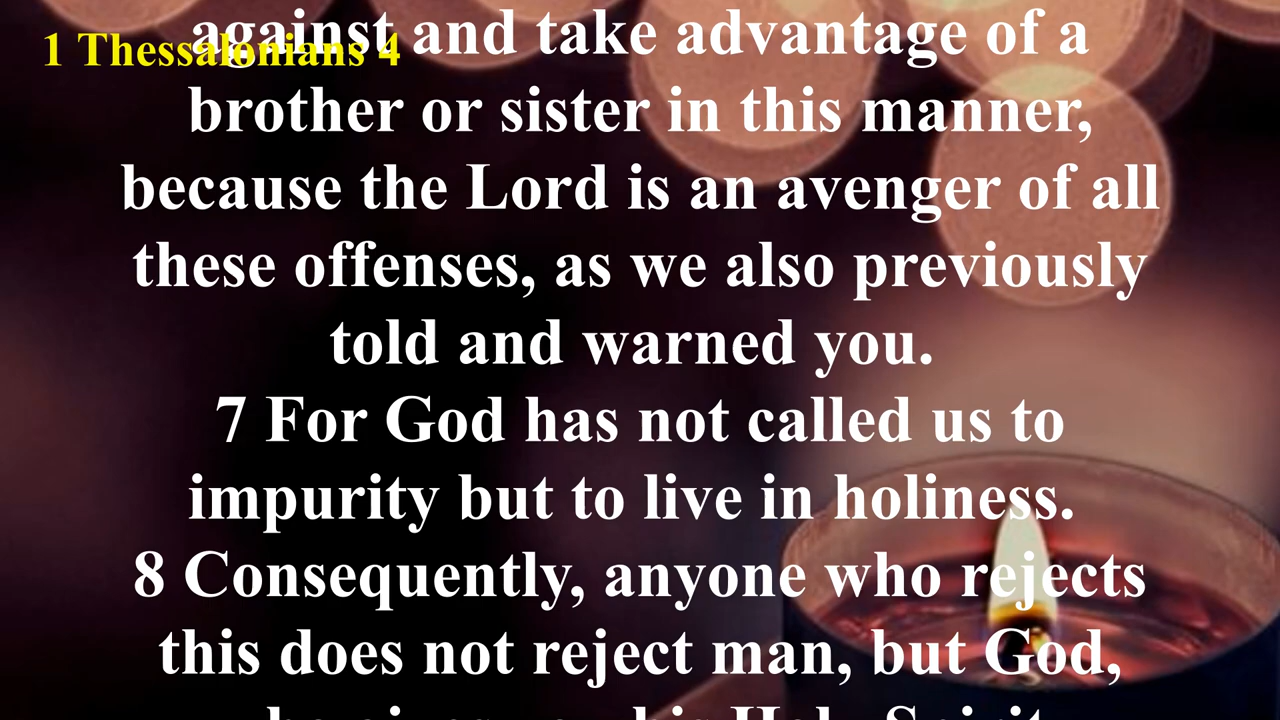 1 Thessalonians 4
against and take advantage of a
brother or sister in this manner,
because the Lord is an avenger of all
these offenses, as we also previously
told and warned you.
7 For God has not called us to
impurity but to live in holiness.
8 Consequently, anyone who rejects
this does not reject man, but God,
his Holy Spirit